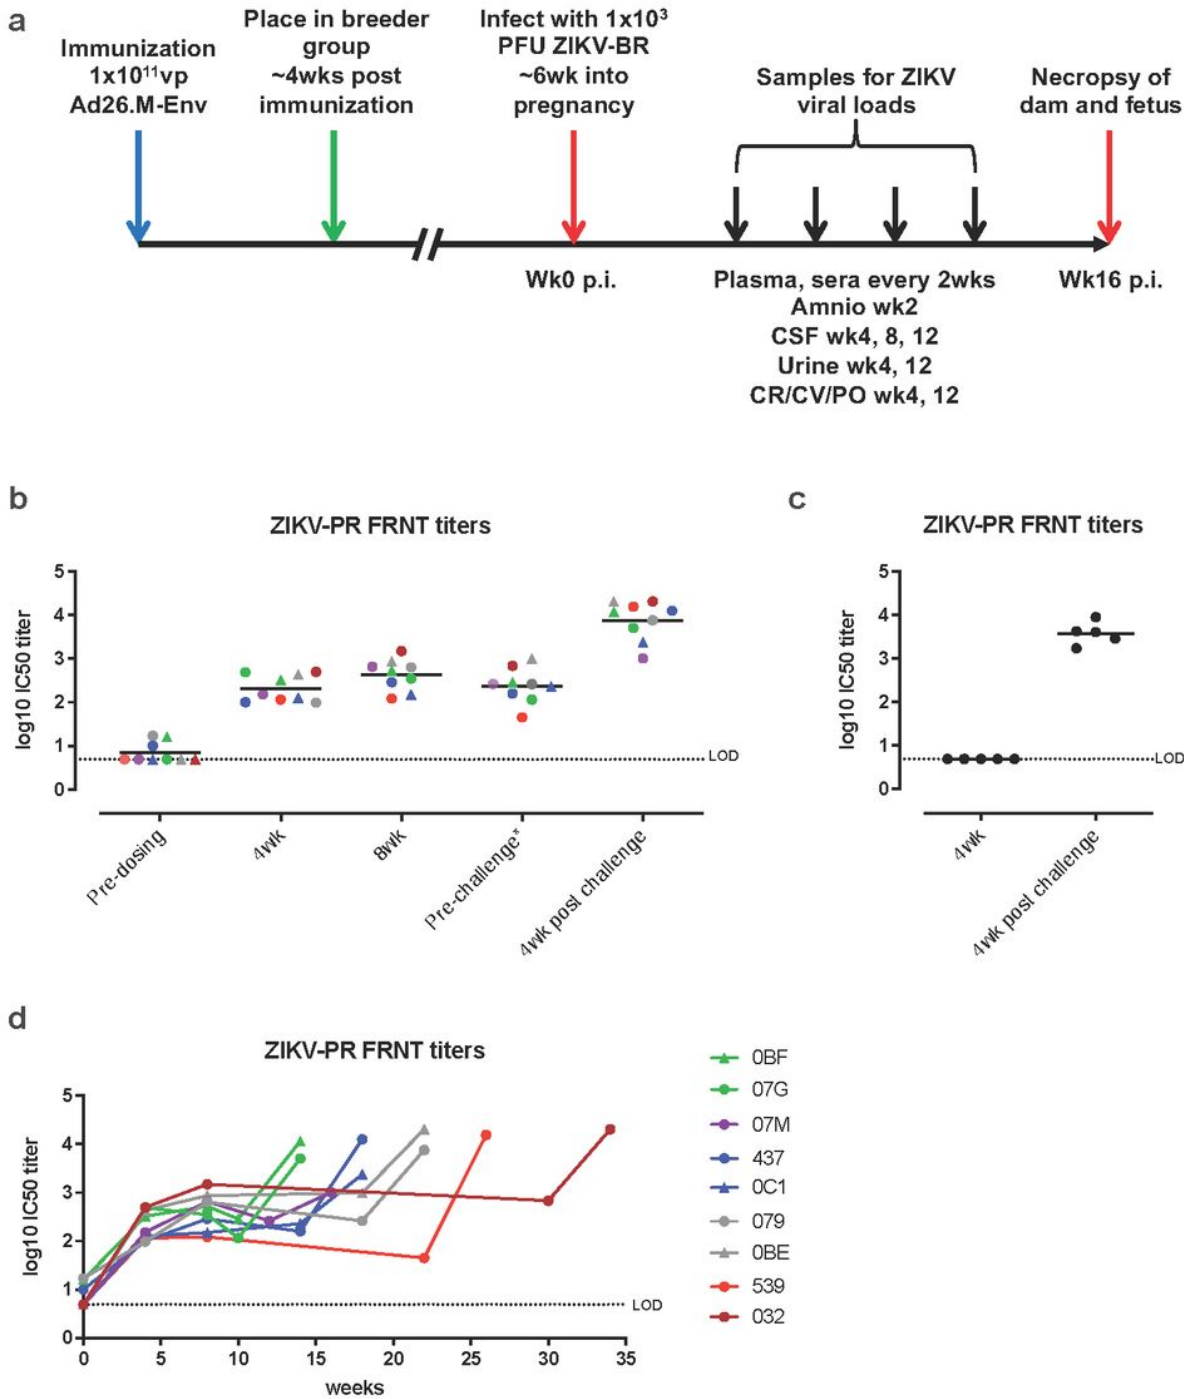 a
Immunization
1x10¹¹vp
Ad26.M-Env
Place in breeder
group
~4wks post
immunization
Infect with 1x10³
PFU ZIKV-BR
~6wk into
pregnancy
Samples for ZIKV
viral loads
Necropsy of
dam and fetus
Wk0 p.i.
Plasma, sera every 2wks
Amnio wk2
CSF wk4, 8, 12
Urine wk4, 12
CR/CV/PO wk4, 12
Wk16 p.i.
b
ZIKV-PR FRNT titers
log10 IC50 titer
5
4
3
2
1
0
LOD
Pre-dosing
4wk
8wk
Pre-challenge*
4wk post challenge
c
ZIKV-PR FRNT titers
log10 IC50 titer
5
4
3
2
1
0
LOD
4wk
4wk post challenge
d
ZIKV-PR FRNT titers
log10 IC50 titer
5
4
3
2
1
0
LOD
0 5 10 15 20 25 30 35
weeks
0BF
07G
07M
437
0C1
079
0BE
539
032